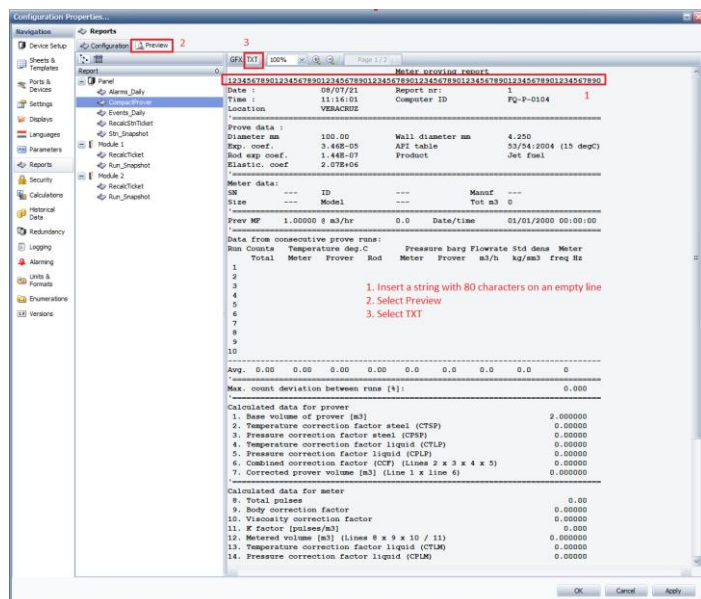 Configuration Properties...
Navigation
Device Setup
Sheets & Templates
Ports & Devices
Settings
Displays
Languages
Parameters
Reports
Security
Calculations
Historical Data
Redundancy
Logging
Alarming
Units & Formats
Enumerations
Versions
Reports
Configuration
Preview
2
3
Report
Panel
Alarms_Daily
CompactProver
Events_Daily
RecalcStnTicket
Stn_Snapshot
Module 1
RecalcTicket
Run_Snapshot
Module 2
RecalcTicket
Run_Snapshot
GFX TXT 100% Page 1 / 2
Meter proving report
12345678901234567890123456789012345678901234567890123456789012345678901234567890
1
Date : 08/07/21 Report nr: 1
Time : 11:16:01 Computer ID FQ-P-0104
Location VERACRUZ
Prove data :
Diameter mm 100.00 Wall diameter mm 4.250
Exp. coef. 3.46E-05 API table 53/54:2004 (15 degC)
Rod exp coef. 1.44E-07 Product Jet fuel
Elastic. coef 2.07E+06
Meter data:
SN --- ID --- Manuf ---
Size --- Model --- Tot m3 0
Prev MF 1.00000 @ m3/hr 0.0 Date/time 01/01/2000 00:00:00
Data from consecutive prove runs:
Run Counts Temperature deg.C Pressure barg Flowrate Std dens Meter
Total Meter Prover Rod Meter Prover m3/h kg/sm3 freq Hz
1
2
3
4
5
6
7
8
9
10
1. Insert a string with 80 characters on an empty line
2. Select Preview
3. Select TXT
Avg. 0.00 0.00 0.00 0.00 0.0 0.0 0.0 0.0 0
Max. count deviation between runs [%]: 0.000
Calculated data for prover
1. Base volume of prover [m3] 2.000000
2. Temperature correction factor steel (CTSP) 0.00000
3. Pressure correction factor steel (CPSP) 0.00000
4. Temperature correction factor liquid (CTLP) 0.00000
5. Pressure correction factor liquid (CPLP) 0.00000
6. Combined correction factor (CCF) (Lines 2 x 3 x 4 x 5) 0.00000
7. Corrected prover volume [m3] (Line 1 x line 6) 0.000000
Calculated data for meter
8. Total pulses 0.00
9. Body correction factor 0.00000
10. Viscosity correction factor 0.00000
11. K factor [pulses/m3] 0.000
12. Metered volume [m3] (Lines 8 x 9 x 10 / 11) 0.000000
13. Temperature correction factor liquid (CTLM) 0.00000
14. Pressure correction factor liquid (CPLM) 0.00000
OK Cancel Apply